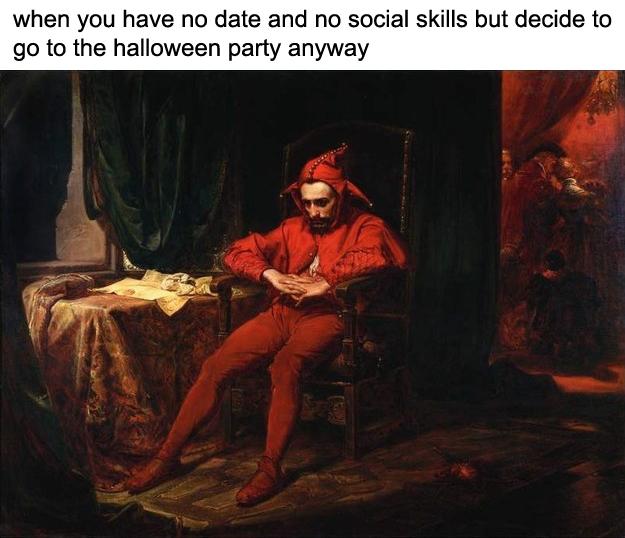 when you have no date and no social skills but decide to
go to the halloween party anyway